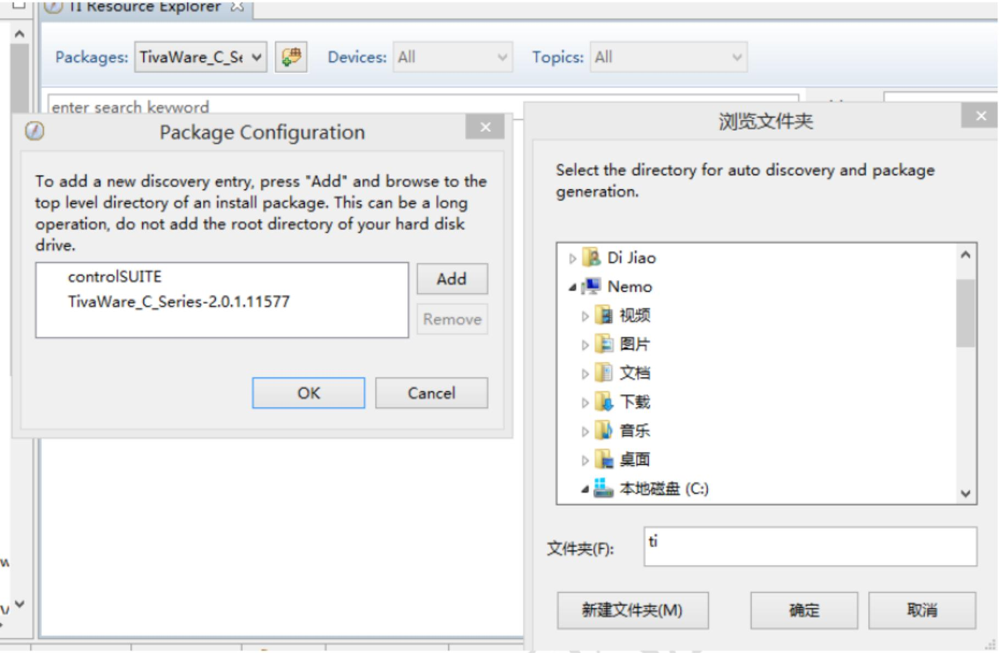 TI Resource Explorer
Packages: TivaWare_C_Se Devices: All Topics: All
enter search keyword
Package Configuration
To add a new discovery entry, press "Add" and browse to the
top level directory of an install package. This can be a long
operation, do not add the root directory of your hard disk
drive.
controlSUITE
TivaWare_C_Series-2.0.1.11577
Add
Remove
OK
Cancel
浏览文件夹
Select the directory for auto discovery and package
generation.
Di Jiao
Nemo
视频
图片
文档
下载
音乐
桌面
本地磁盘 (C:)
文件夹(F): ti
新建文件夹(M)
确定
取消